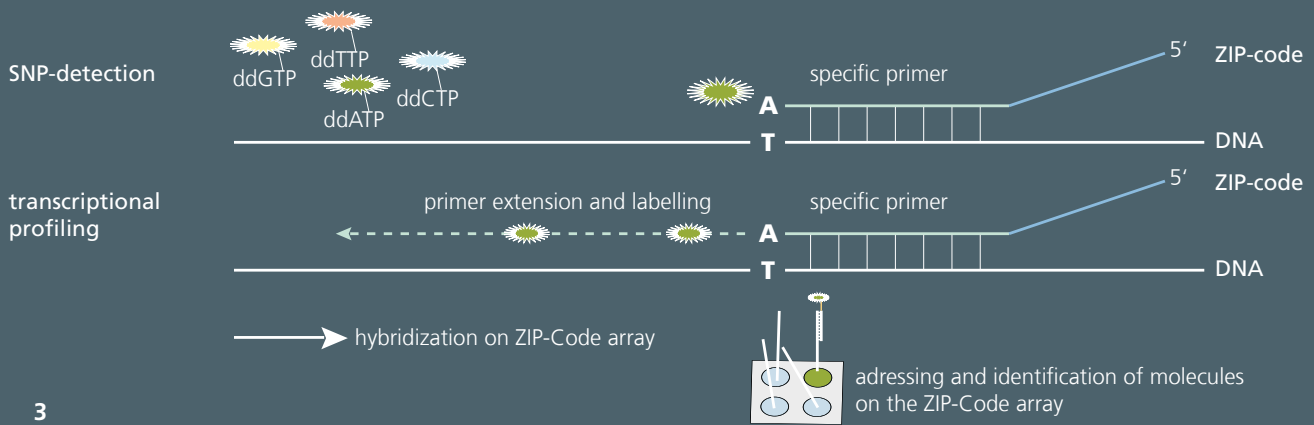 SNP-detection
ddGTP
ddTTP
ddATP
ddCTP
A
specific primer
5‘
ZIP-code
T
DNA
transcriptional
profiling
primer extension and labelling
A
specific primer
5‘
ZIP-code
T
DNA
hybridization on ZIP-Code array
adressing and identification of molecules
on the ZIP-Code array
3